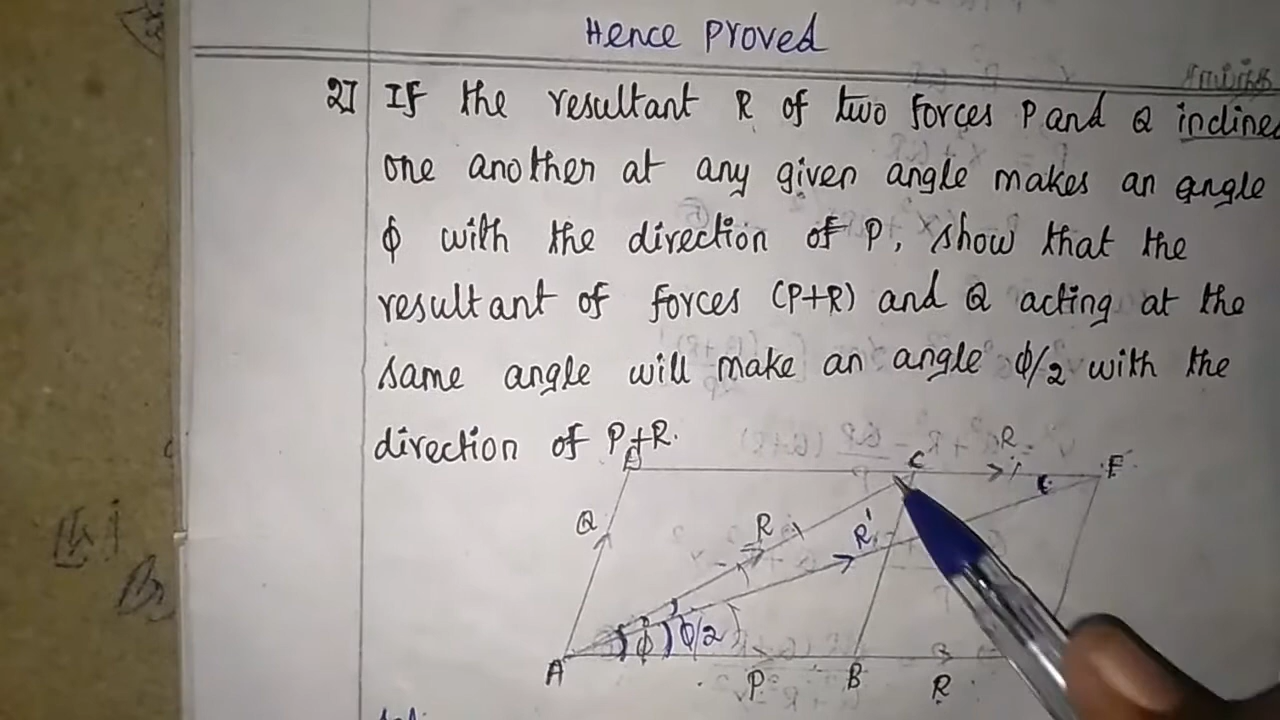 Hence Proved
2] If the resultant R of two forces P and Q incline
one another at any given angle makes an angle
φ with the direction of P, show that the
resultant of forces (P+R) and Q acting at the
same angle will make an angle φ/2 with the
direction of P+R.
R
C
E
Q
R
R'
φ
φ/2
A
P
B
R